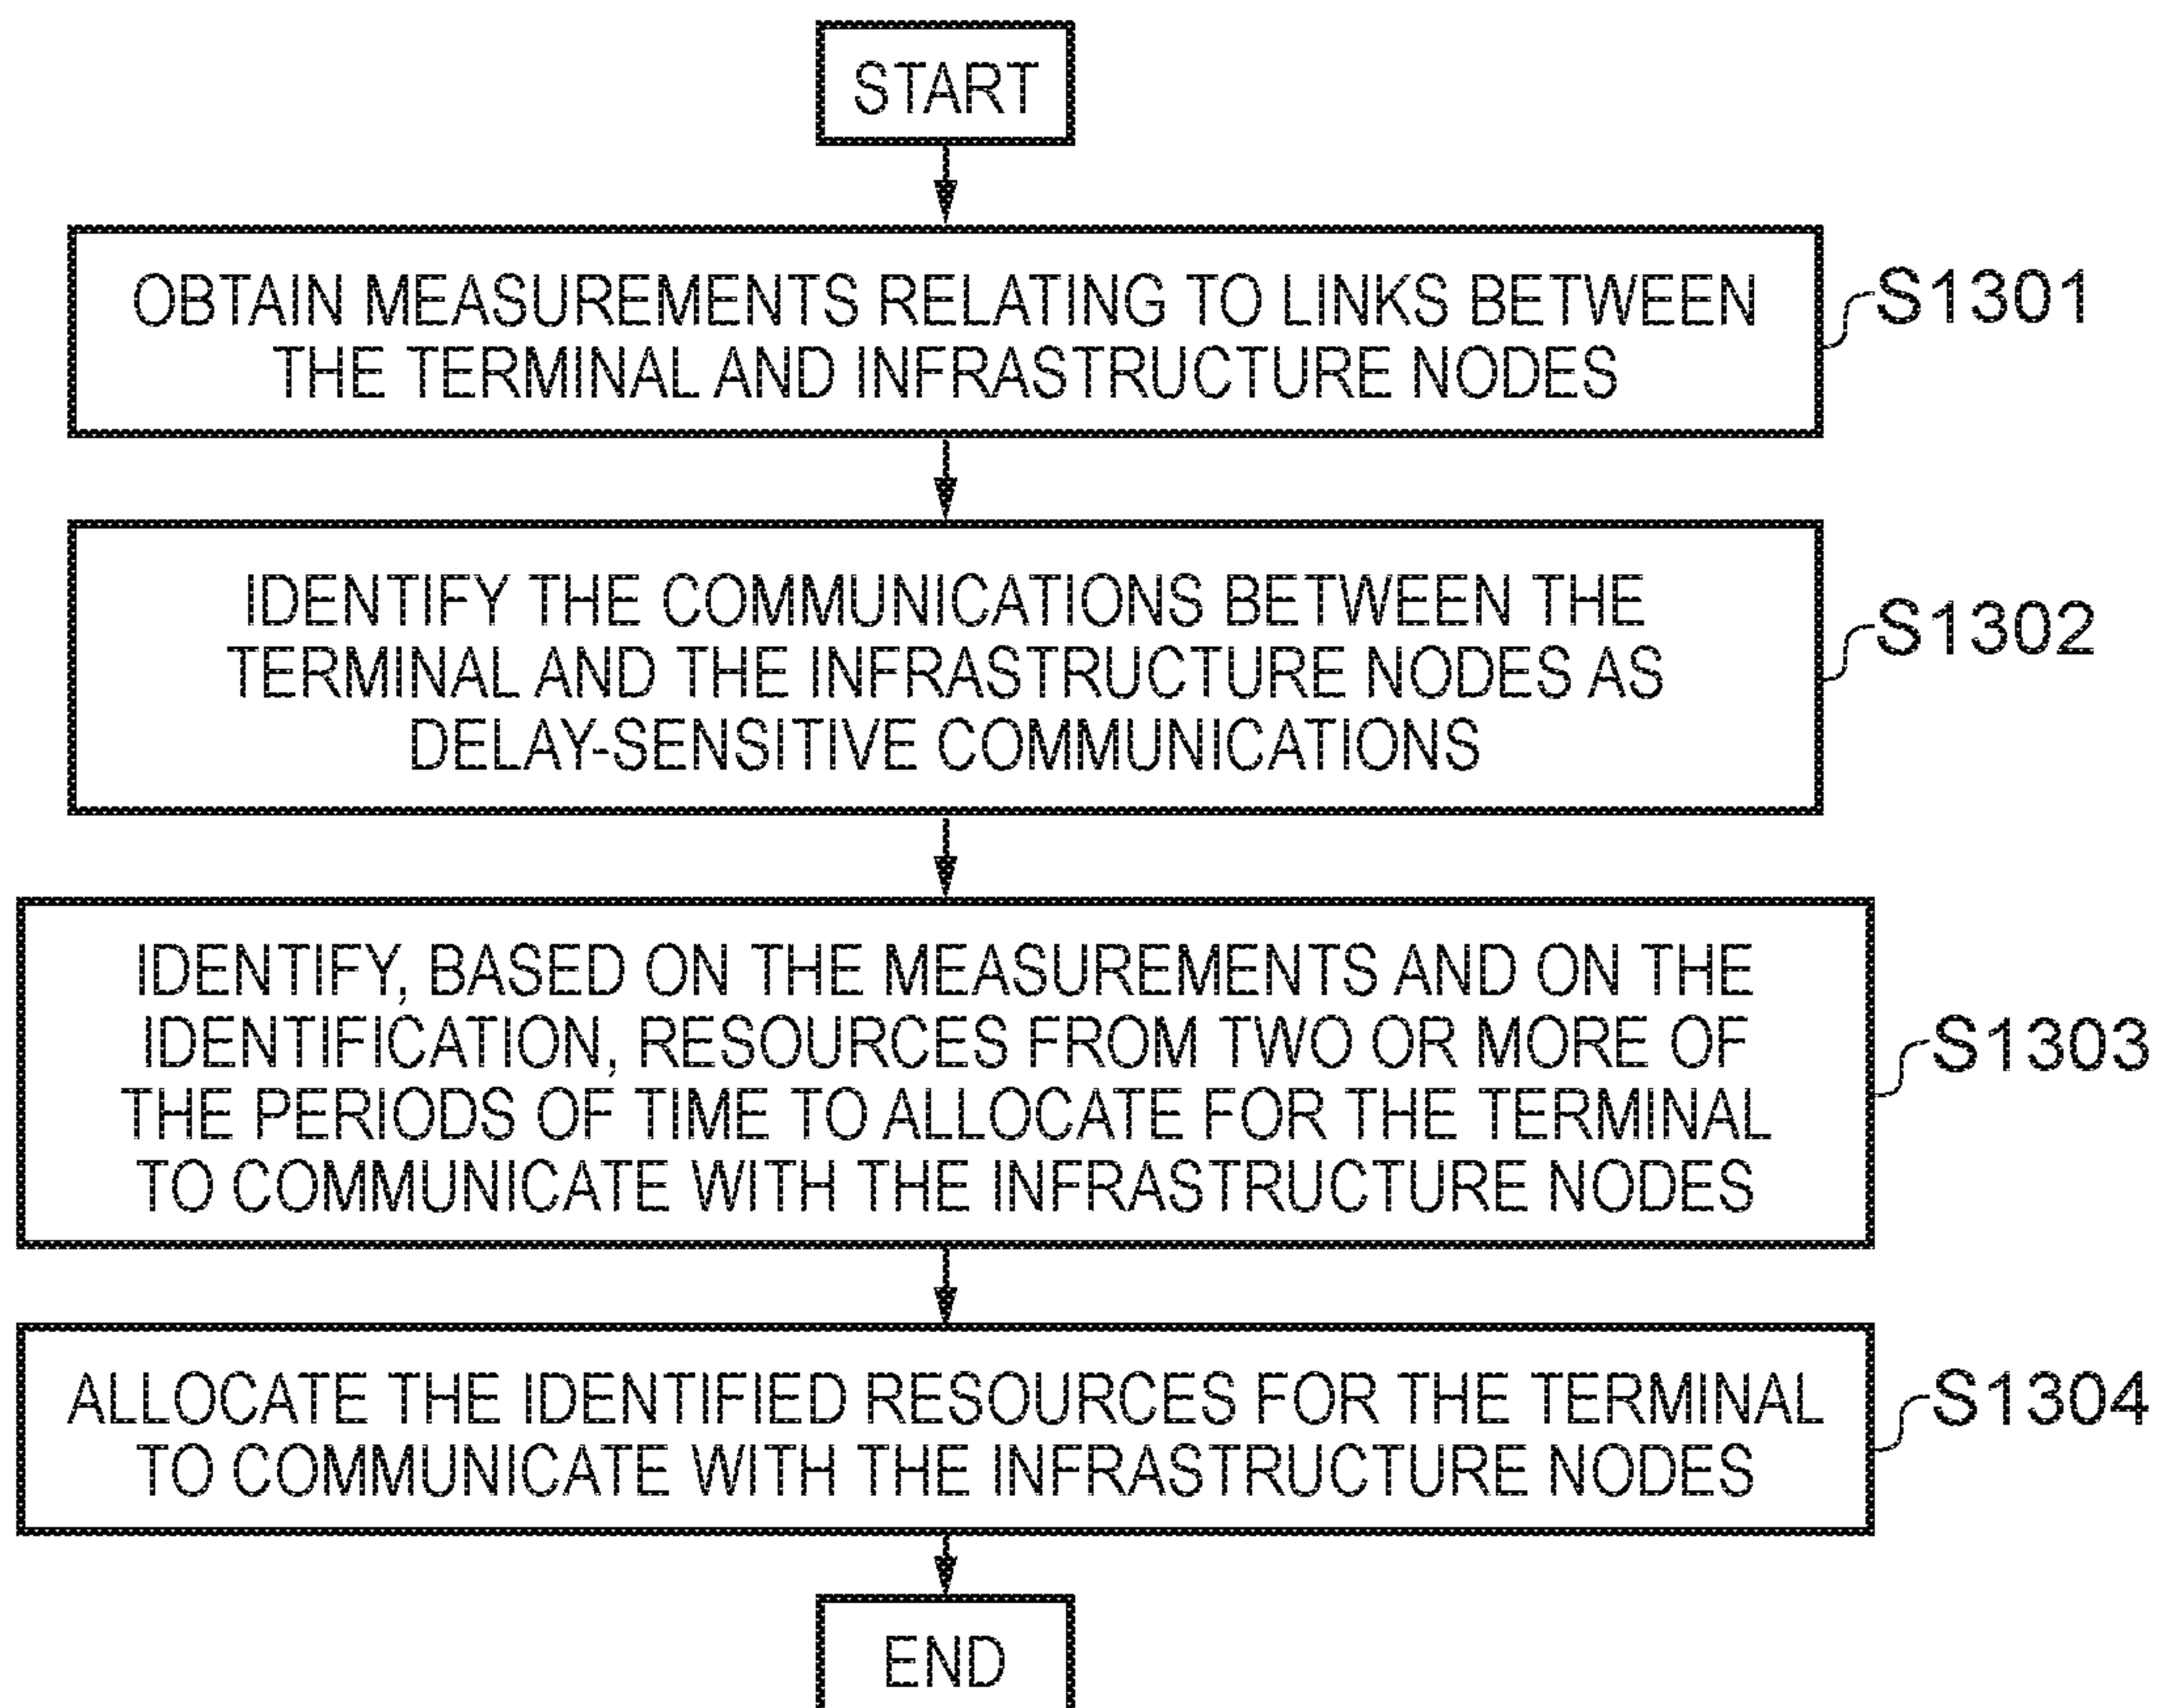 START
OBTAIN MEASUREMENTS RELATING TO LINKS BETWEEN
THE TERMINAL AND INFRASTRUCTURE NODES
S1301
IDENTIFY THE COMMUNICATIONS BETWEEN THE
TERMINAL AND THE INFRASTRUCTURE NODES AS
DELAY-SENSITIVE COMMUNICATIONS
S1302
IDENTIFY, BASED ON THE MEASUREMENTS AND ON THE
IDENTIFICATION, RESOURCES FROM TWO OR MORE OF
THE PERIODS OF TIME TO ALLOCATE FOR THE TERMINAL
TO COMMUNICATE WITH THE INFRASTRUCTURE NODES
S1303
ALLOCATE THE IDENTIFIED RESOURCES FOR THE TERMINAL
TO COMMUNICATE WITH THE INFRASTRUCTURE NODES
S1304
END